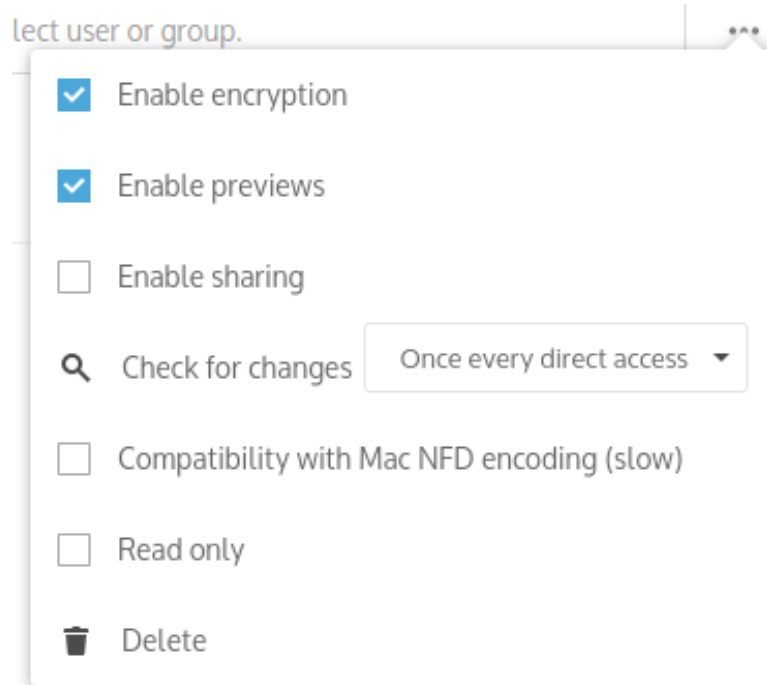 lect user or group.
Enable encryption
Enable previews
Enable sharing
Check for changes Once every direct access
Compatibility with Mac NFD encoding (slow)
Read only
Delete